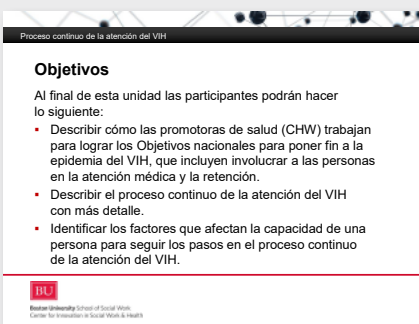 Proceso continuo de la atención del VIH
Objetivos
Al final de esta unidad las participantes podrán hacer
lo siguiente:
▪ Describir cómo las promotoras de salud (CHW) trabajan
para lograr los Objetivos nacionales para poner fin a la
epidemia del VIH, que incluyen involucrar a las personas
en la atención médica y la retención.
▪ Describir el proceso continuo de la atención del VIH
con más detalle.
▪ Identificar los factores que afectan la capacidad de una
persona para seguir los pasos en el proceso continuo
de la atención del VIH.
BU
Boston University School of Social Work
Center for Innovation in Social Work & Health